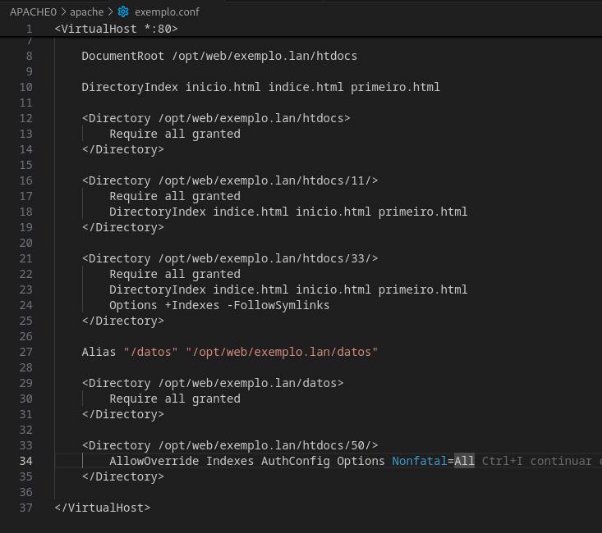 APACHE0 > apache > exemplo.conf
1 <VirtualHost *:80>
7
8 DocumentRoot /opt/web/exemplo.lan/htdocs
9
10 DirectoryIndex inicio.html indice.html primeiro.html
11
12 <Directory /opt/web/exemplo.lan/htdocs>
13 Require all granted
14 </Directory>
15
16 <Directory /opt/web/exemplo.lan/htdocs/11/>
17 Require all granted
18 DirectoryIndex indice.html inicio.html primeiro.html
19 </Directory>
20
21 <Directory /opt/web/exemplo.lan/htdocs/33/>
22 Require all granted
23 DirectoryIndex indice.html inicio.html primeiro.html
24 Options +Indexes -FollowSymlinks
25 </Directory>
26
27 Alias "/datos" "/opt/web/exemplo.lan/datos"
28
29 <Directory /opt/web/exemplo.lan/datos>
30 Require all granted
31 </Directory>
32
33 <Directory /opt/web/exemplo.lan/htdocs/50/>
34 AllowOverride Indexes AuthConfig Options Nonfatal=All Ctrl+I continuar
35 </Directory>
36
37 </VirtualHost>